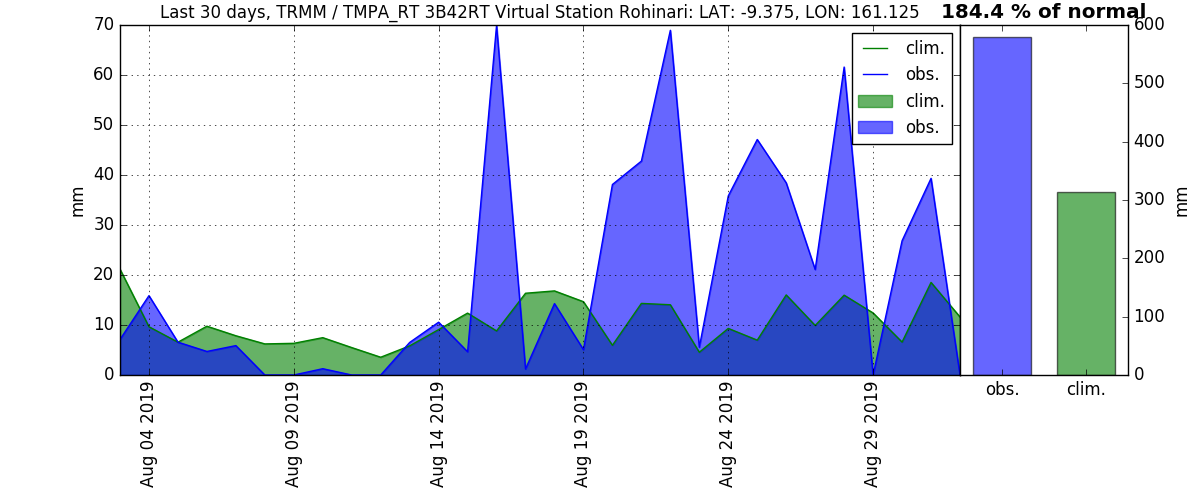 Last 30 days, TRMM / TMPA_RT 3B42RT Virtual Station Rohinari: LAT: -9.375, LON: 161.125
184.4 % of normal
70
60
50
40
30
20
10
0
mm
clim.
obs.
clim.
obs.
Aug 04 2019
Aug 09 2019
Aug 14 2019
Aug 19 2019
Aug 24 2019
Aug 29 2019
600
500
400
300
200
100
0
mm
obs.
clim.